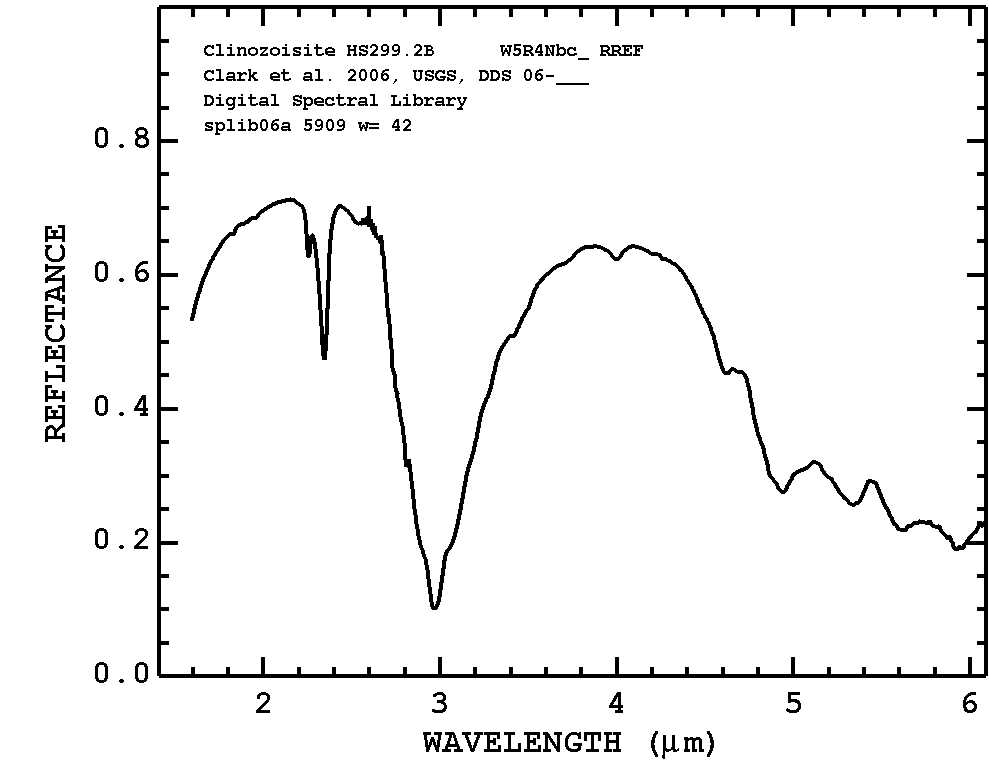 Clinozoisite HS299.2B W5R4Nbc_ RREF
Clark et al. 2006, USGS, DDS 06-___
Digital Spectral Library
splib06a 5909 w= 42
0.8
0.6
0.4
0.2
0.0
REFLECTANCE
2 3 4 5 6
WAVELENGTH (μm)